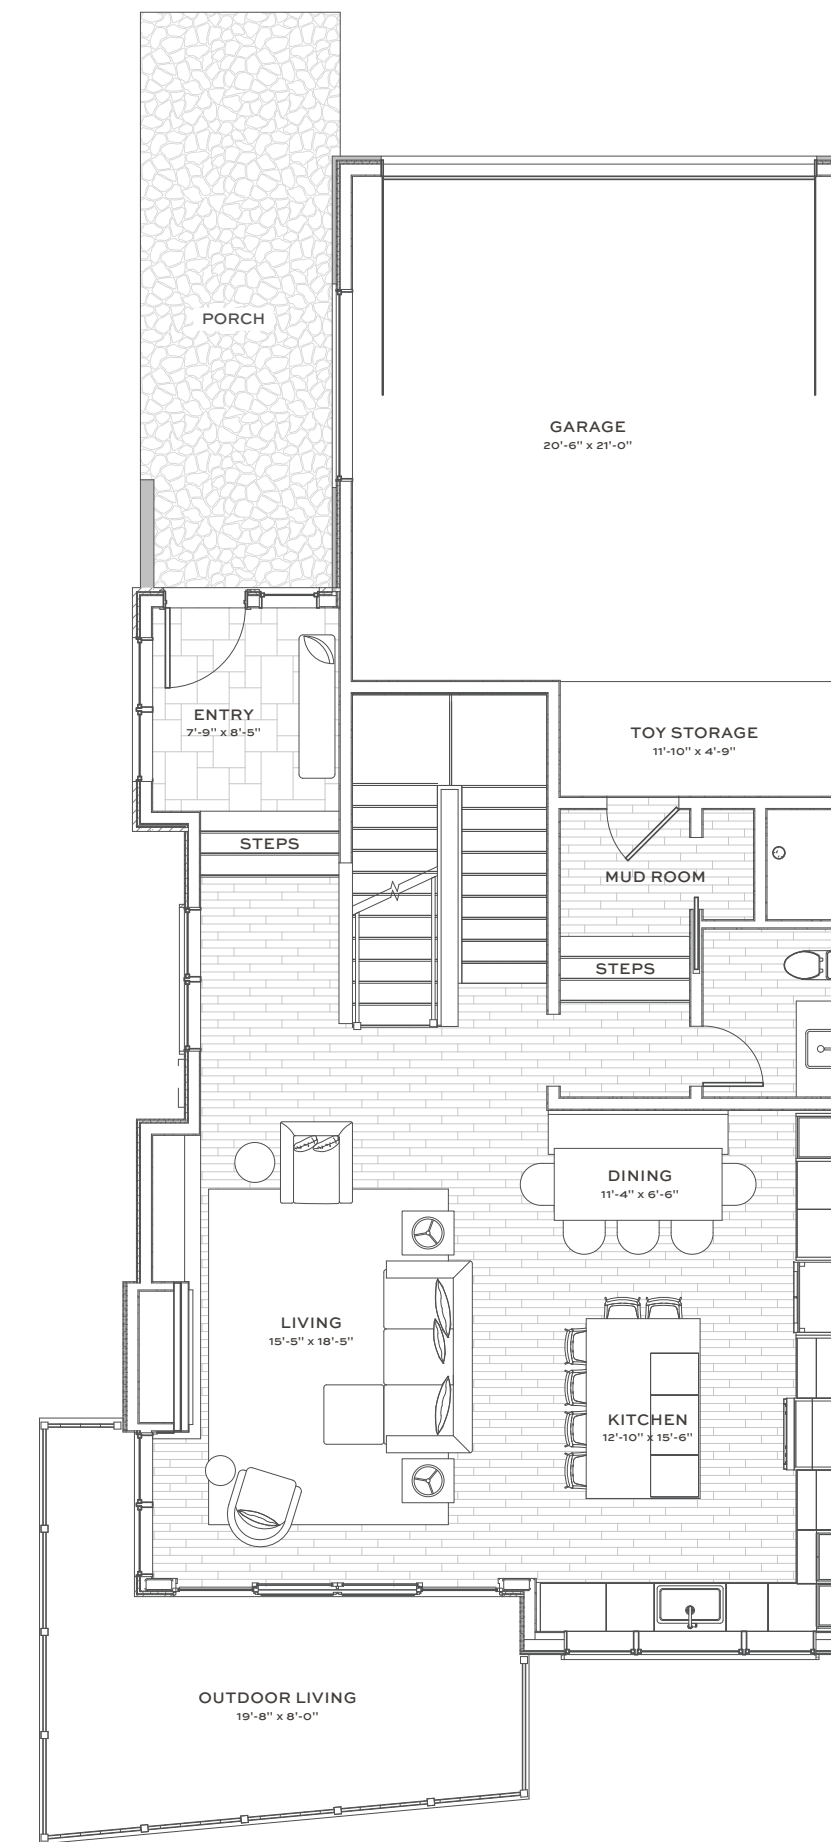 PORCH
GARAGE
20'-6" x 21'-0"
ENTRY
7'-9" x 8'-5"
TOY STORAGE
11'-10" x 4'-9"
STEPS
MUD ROOM
STEPS
DINING
11'-4" x 6'-6"
LIVING
15'-5" x 18'-5"
KITCHEN
12'-10" x 15'-6"
OUTDOOR LIVING
19'-8" x 8'-0"